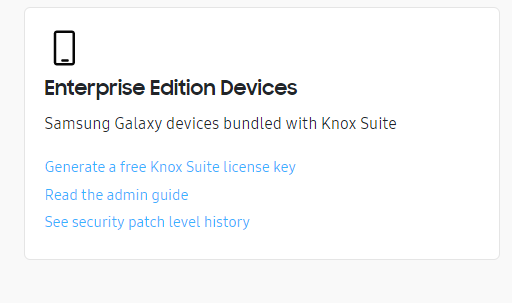 Enterprise Edition Devices
Samsung Galaxy devices bundled with Knox Suite
Generate a free Knox Suite license key
Read the admin guide
See security patch level history